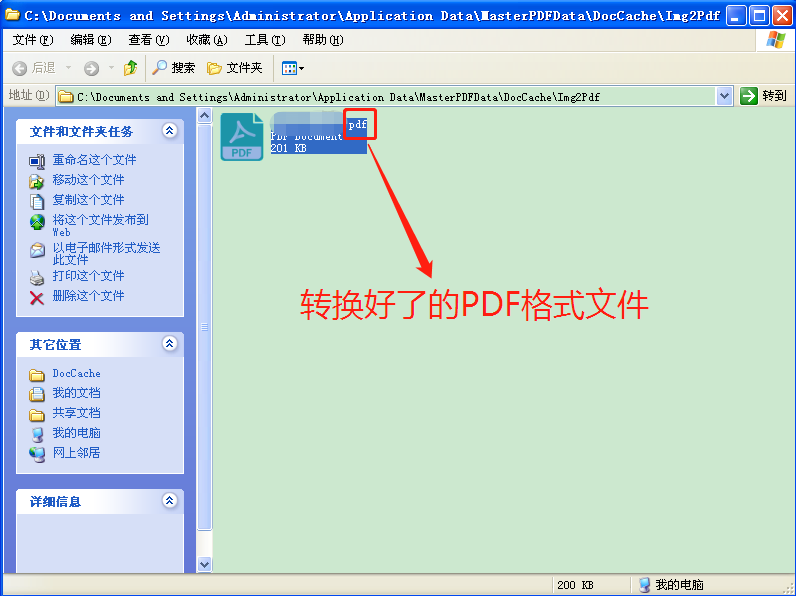 C:\Documents and Settings\Administrator\Application Data\MasterPDFData\DocCache\Img2Pdf
文件(F) 编辑(E) 查看(V) 收藏(A) 工具(T) 帮助(H)
后退 搜索 文件夹
地址(D) C:\Documents and Settings\Administrator\Application Data\MasterPDFData\DocCache\Img2Pdf 转到
文件和文件夹任务
重命名这个文件
移动这个文件
复制这个文件
将这个文件发布到
Web
以电子邮件形式发送
此文件
打印这个文件
删除这个文件
其它位置
DocCache
我的文档
共享文档
我的电脑
网上邻居
详细信息
PDF
pdf
PDF Document
201 KB
转换好了的PDF格式文件
200 KB 我的电脑